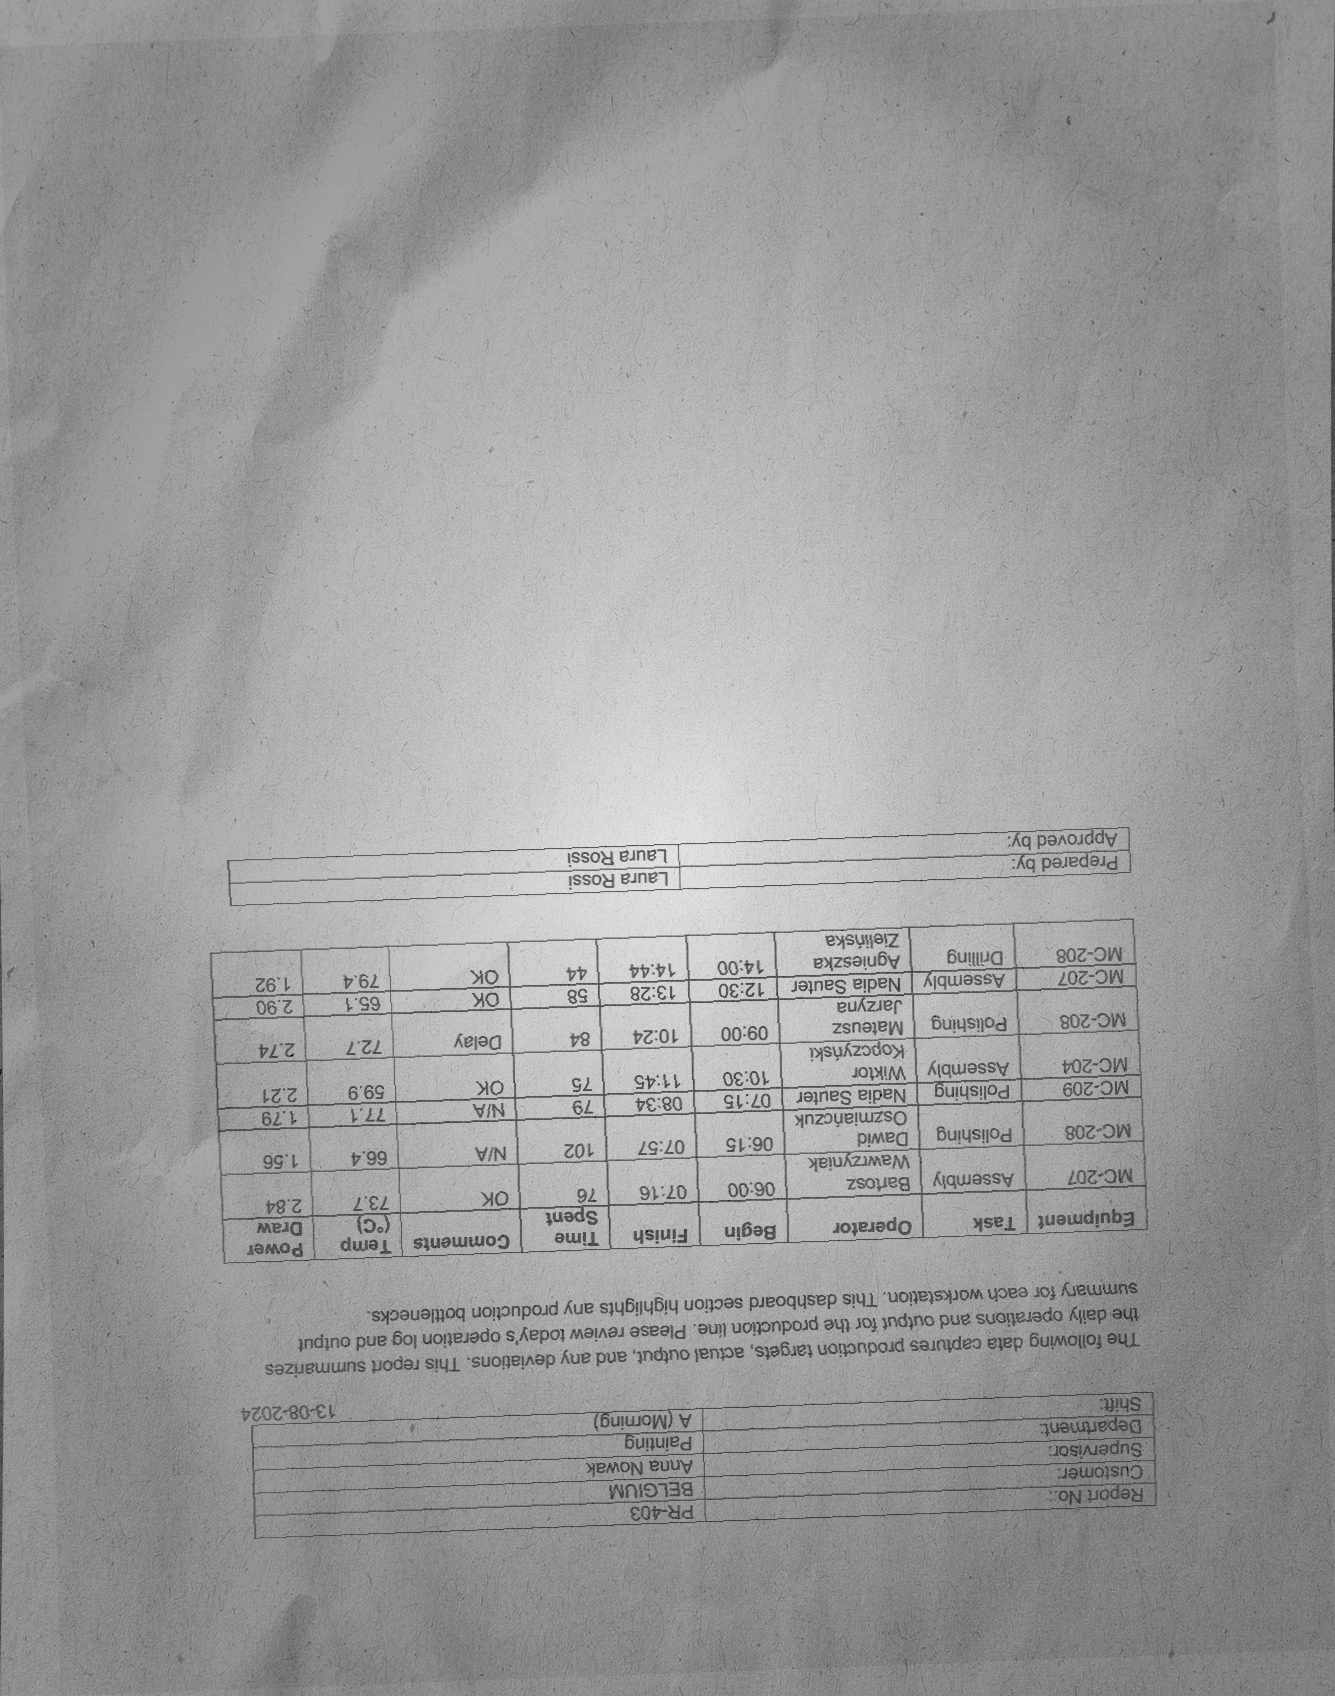 Report No.: PR-403
Customer: BELGIUM
Supervisor: Anna Nowak
Department: Painting
Shift: A (Morning)
13-08-2024
The following data captures production targets, actual output, and any deviations. This report summarizes
the daily operations and output for the production line. Please review today's operation log and output
summary for each workstation. This dashboard section highlights any production bottlenecks.
Equipment Task Operator Begin Finish Time Spent Comments Temp (°C) Power Draw
MC-207 Assembly Bartosz Wawrzyniak 06:00 07:16 76 OK 73.7 2.84
MC-208 Polishing Dawid Oszmiańczuk 06:15 07:57 102 N/A 66.4 1.56
MC-209 Polishing Nadia Sauter 07:15 08:34 79 N/A 77.1 1.79
MC-204 Assembly Wiktor Kopczyński 10:30 11:45 75 OK 59.9 2.21
MC-208 Polishing Mateusz Jarzyna 09:00 10:24 84 Delay 72.7 2.74
MC-207 Assembly Nadia Sauter 12:30 13:28 58 OK 65.1 2.90
MC-208 Drilling Agnieszka Zielińska 14:00 14:44 44 OK 79.4 1.92
Prepared by: Laura Rossi
Approved by: Laura Rossi